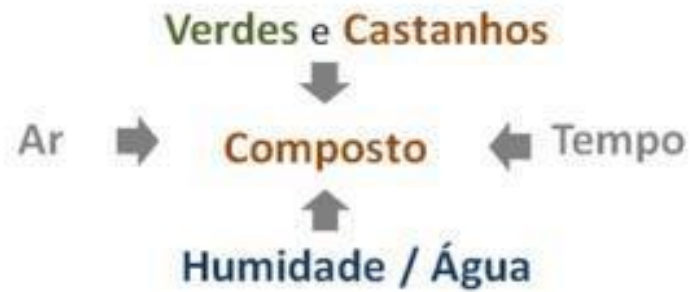 Verdes e Castanhos
Ar
Composto
Tempo
Humidade / Água